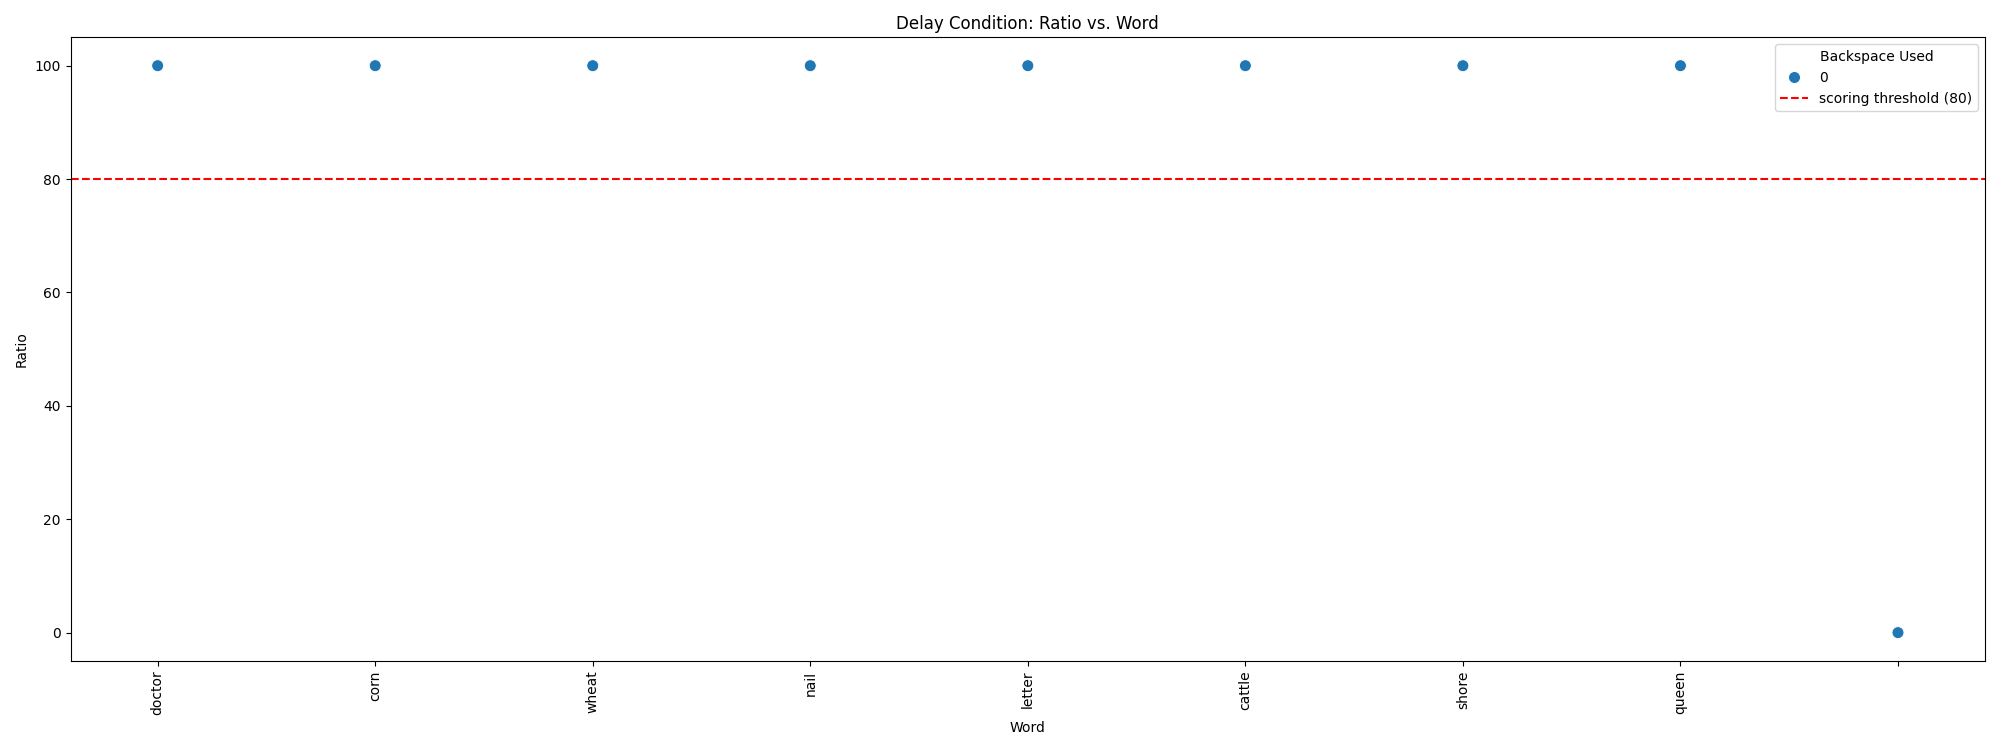 Delay Condition: Ratio vs. Word
Backspace Used
0
scoring threshold (80)
100
80
60
40
20
0
Ratio
doctor
corn
wheat
nail
letter
cattle
shore
queen
Word